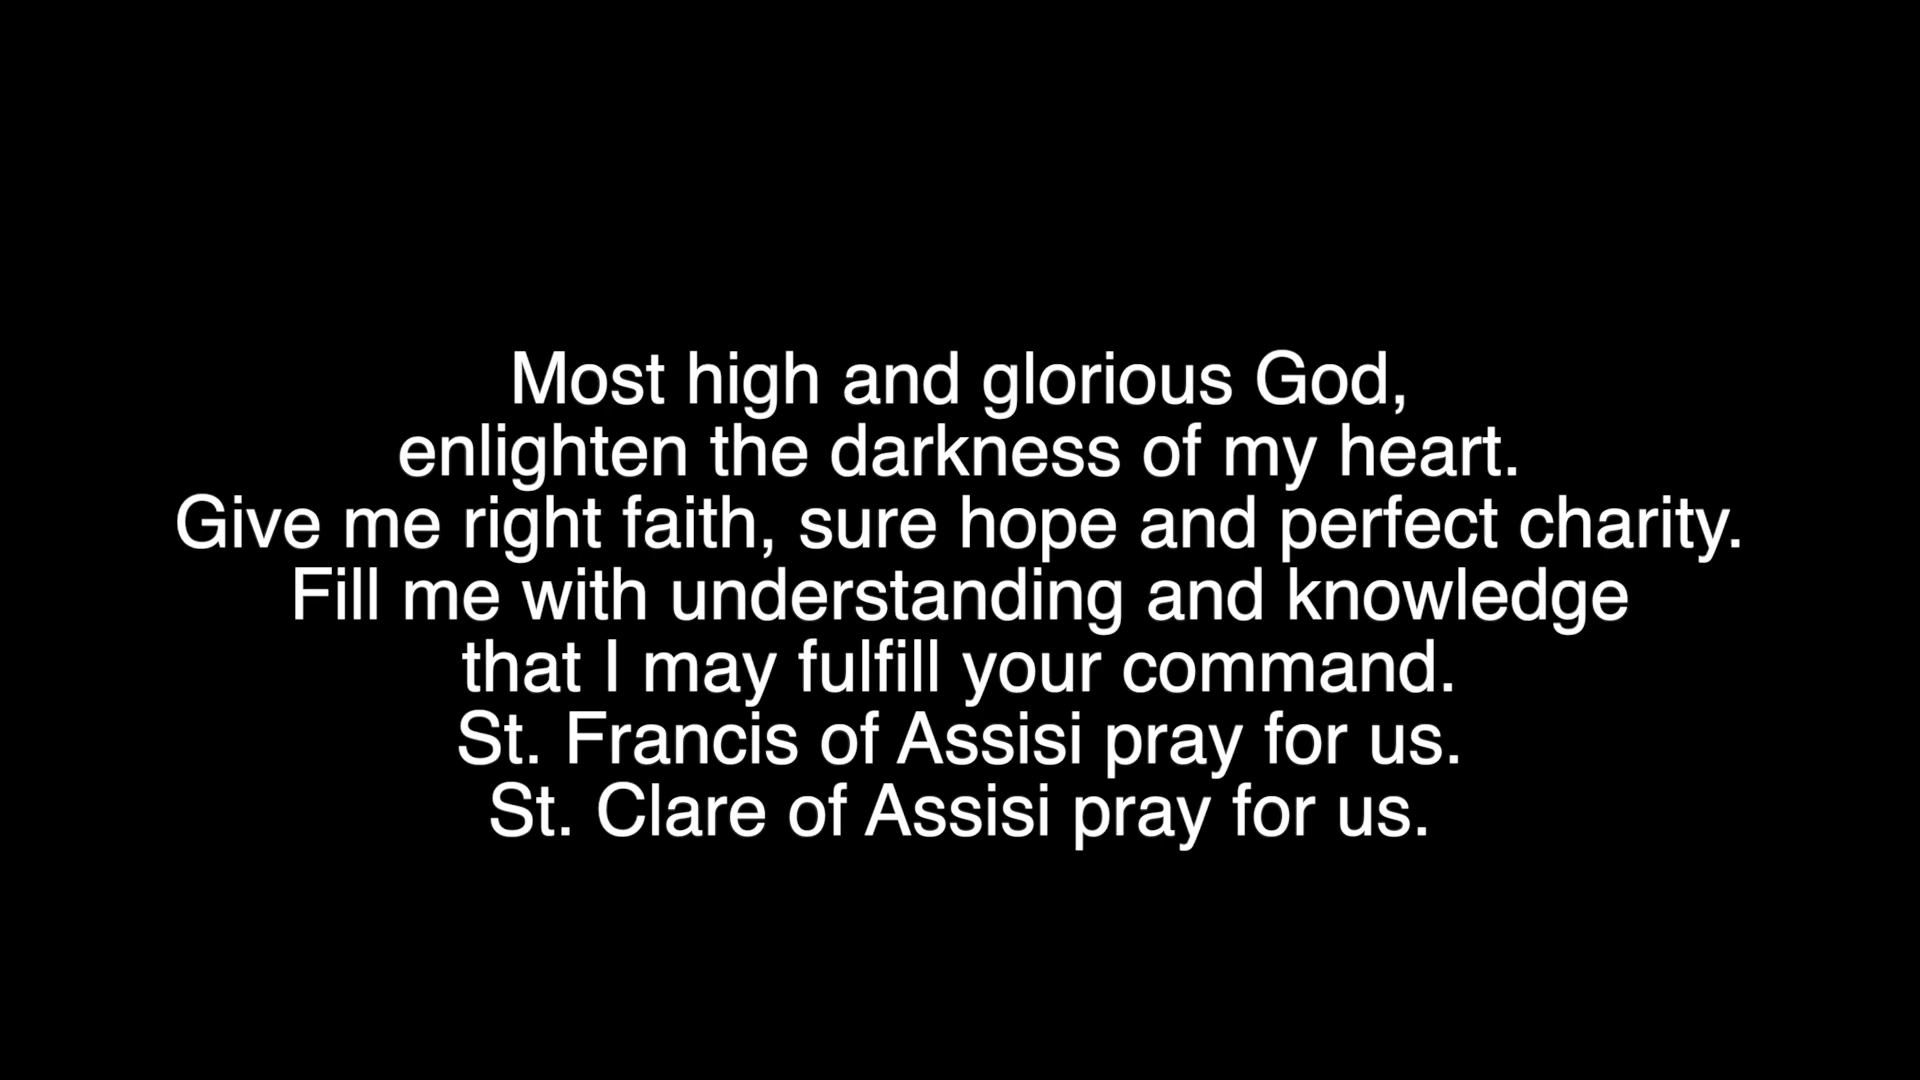 Most high and glorious God,
enlighten the darkness of my heart.
Give me right faith, sure hope and perfect charity.
Fill me with understanding and knowledge
that I may fulfill your command.
St. Francis of Assisi pray for us.
St. Clare of Assisi pray for us.